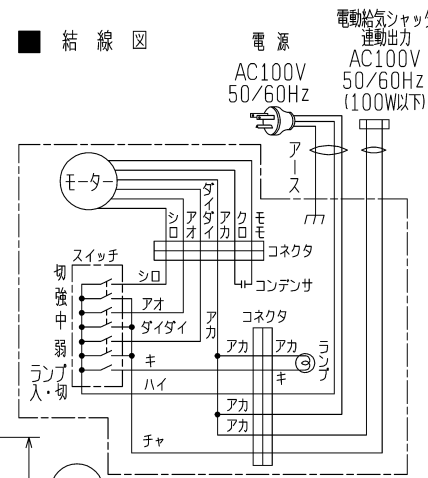 ■ 結線図
電源
AC100V
50/60Hz
電動給気シャッタ
連動出力
AC100V
50/60Hz
(100W以下)
アース
モーター
シロ
アオ
ダイダイ
アカ
クロ
モモ
コネクタ
スイッチ
切
強
中
弱
ランプ
入・切
シロ
アオ
ダイダイ
キ
ハイ
チャ
アカ
コンデンサ
コネクタ
アカ
アカ
キ
ランプ
アカ
アカ